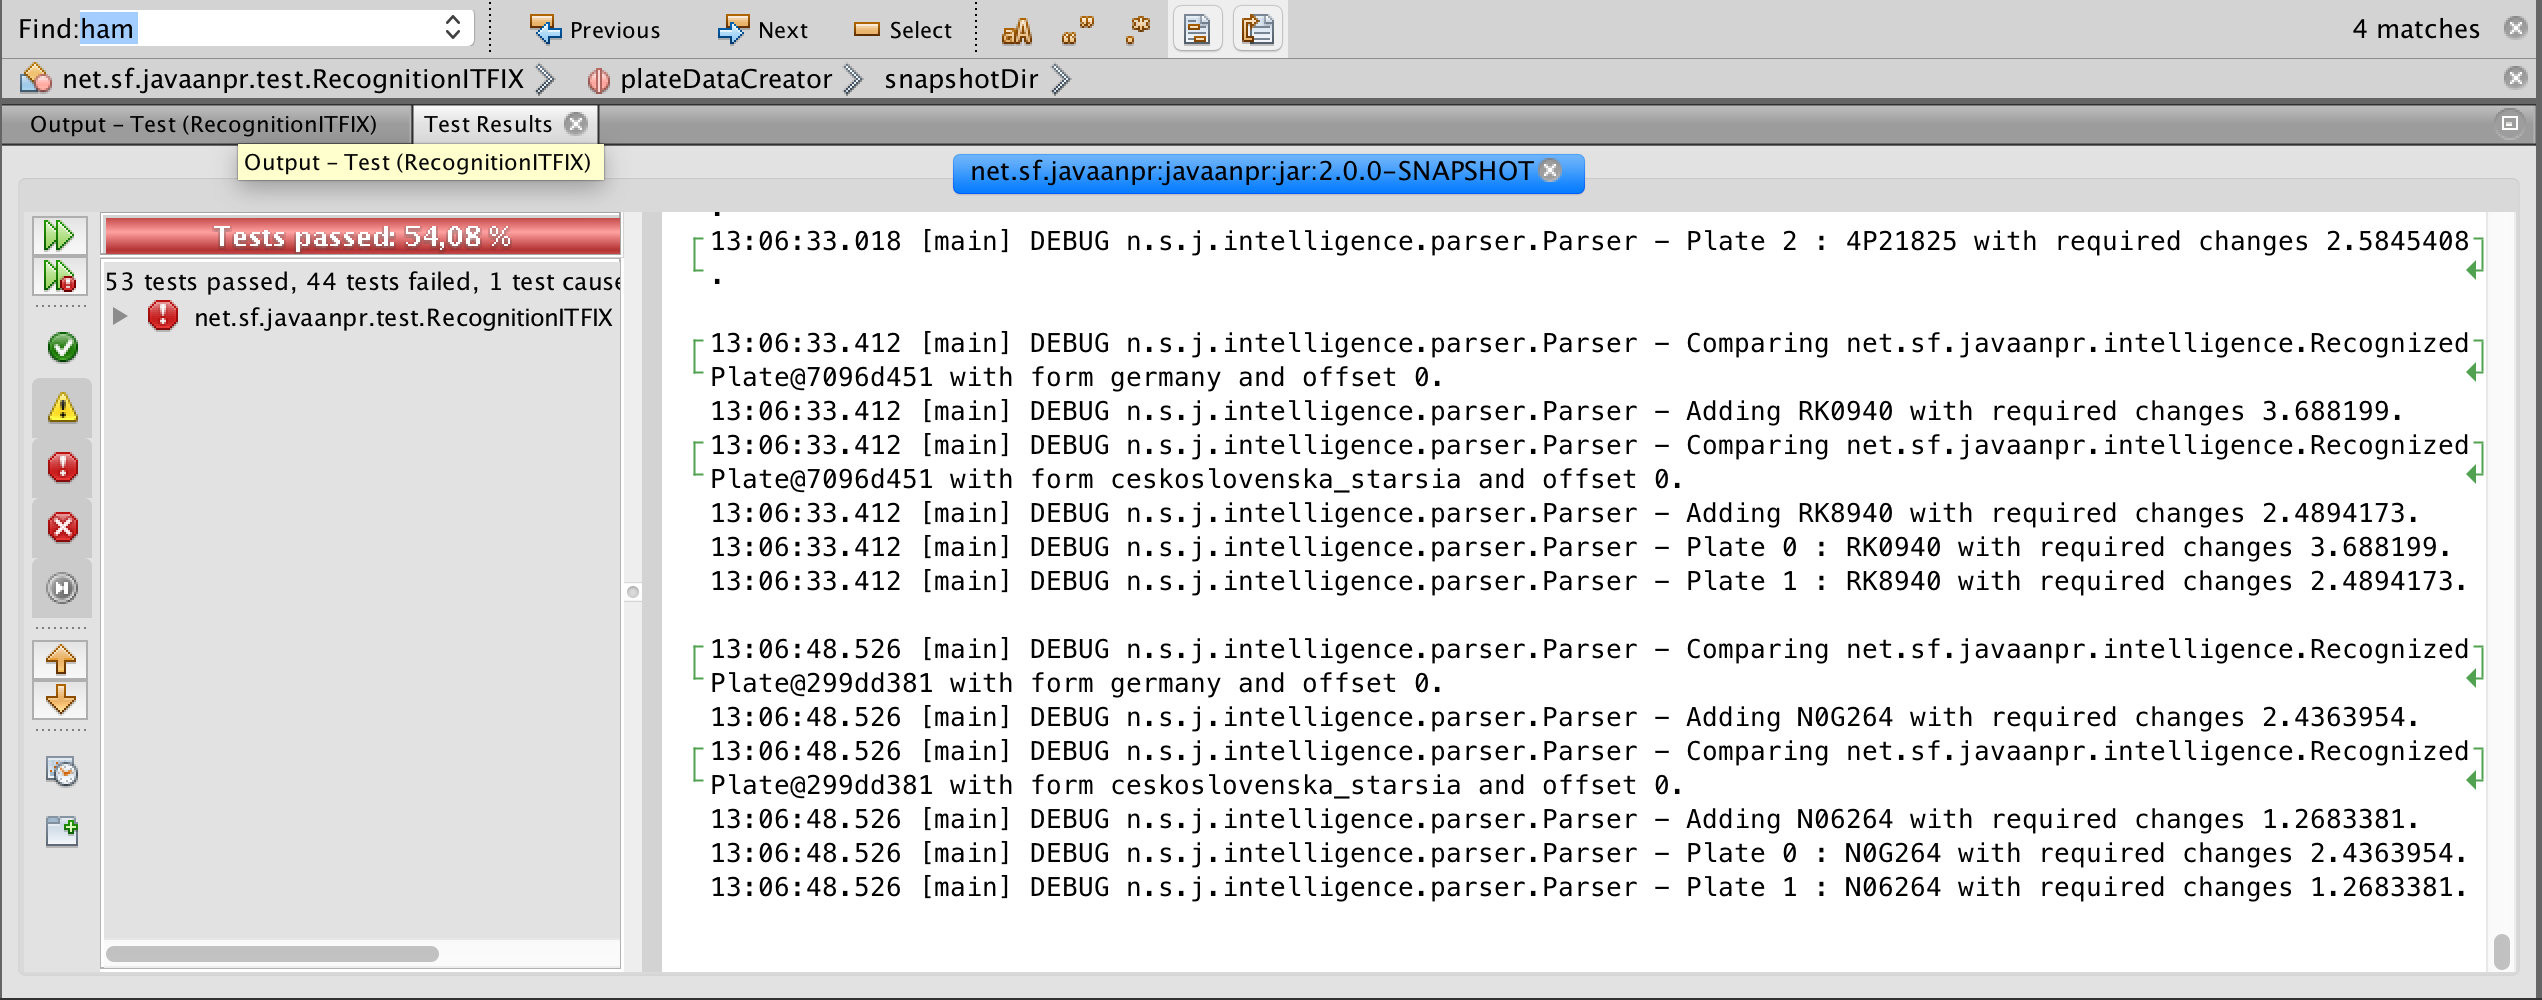 Find: ham Previous Next Select 4 matches
net.sf.javaanpr.test.RecognitionITFIX plateDataCreator snapshotDir
Output – Test (RecognitionITFIX) Test Results
Output – Test (RecognitionITFIX)
net.sf.javaanpr:javaanpr:jar:2.0.0–SNAPSHOT
Tests passed: 54,08 %
53 tests passed, 44 tests failed, 1 test cause
net.sf.javaanpr.test.RecognitionITFIX
.
13:06:33.018 [main] DEBUG n.s.j.intelligence.parser.Parser – Plate 2 : 4P21825 with required changes 2.5845408
.
13:06:33.412 [main] DEBUG n.s.j.intelligence.parser.Parser – Comparing net.sf.javaanpr.intelligence.Recognized
Plate@7096d451 with form germany and offset 0.
13:06:33.412 [main] DEBUG n.s.j.intelligence.parser.Parser – Adding RK0940 with required changes 3.688199.
13:06:33.412 [main] DEBUG n.s.j.intelligence.parser.Parser – Comparing net.sf.javaanpr.intelligence.Recognized
Plate@7096d451 with form ceskoslovenska_starsia and offset 0.
13:06:33.412 [main] DEBUG n.s.j.intelligence.parser.Parser – Adding RK8940 with required changes 2.4894173.
13:06:33.412 [main] DEBUG n.s.j.intelligence.parser.Parser – Plate 0 : RK0940 with required changes 3.688199.
13:06:33.412 [main] DEBUG n.s.j.intelligence.parser.Parser – Plate 1 : RK8940 with required changes 2.4894173.
13:06:48.526 [main] DEBUG n.s.j.intelligence.parser.Parser – Comparing net.sf.javaanpr.intelligence.Recognized
Plate@299dd381 with form germany and offset 0.
13:06:48.526 [main] DEBUG n.s.j.intelligence.parser.Parser – Adding N0G264 with required changes 2.4363954.
13:06:48.526 [main] DEBUG n.s.j.intelligence.parser.Parser – Comparing net.sf.javaanpr.intelligence.Recognized
Plate@299dd381 with form ceskoslovenska_starsia and offset 0.
13:06:48.526 [main] DEBUG n.s.j.intelligence.parser.Parser – Adding N06264 with required changes 1.2683381.
13:06:48.526 [main] DEBUG n.s.j.intelligence.parser.Parser – Plate 0 : N0G264 with required changes 2.4363954.
13:06:48.526 [main] DEBUG n.s.j.intelligence.parser.Parser – Plate 1 : N06264 with required changes 1.2683381.